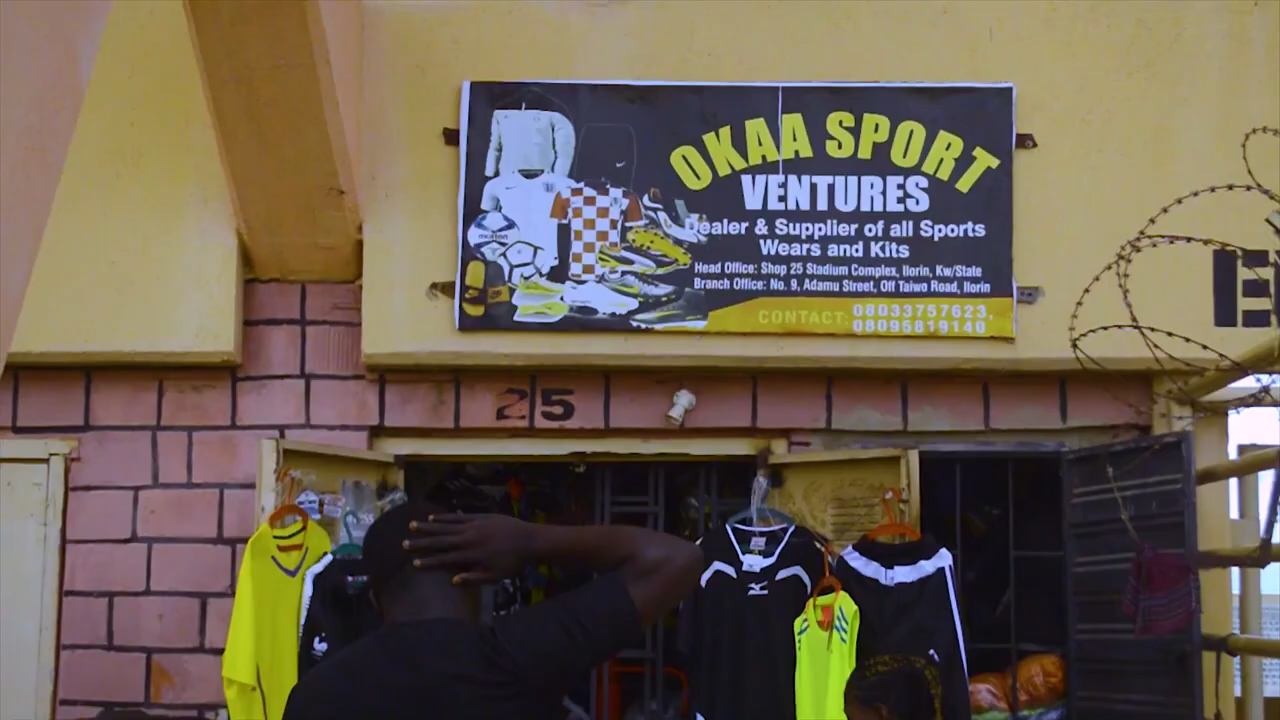 OKAA SPORT
VENTURES
Dealer & Supplier of all Sports
Wears and Kits
Head Office: Shop 25 Stadium Complex, Ilorin, Kw/State
Branch Office: No. 9, Adamu Street, Off Taiwo Road, Ilorin
CONTACT: 08033757623,
08095819140
25
E